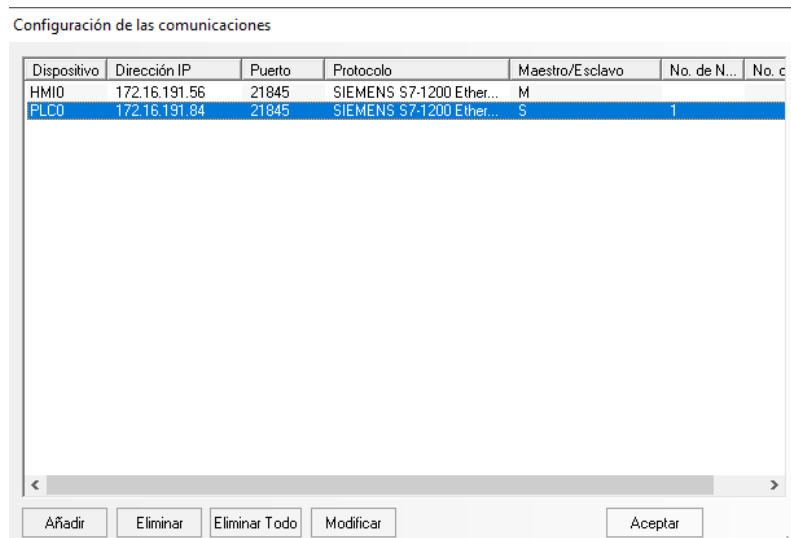 Configuración de las comunicaciones
Dispositivo Dirección IP Puerto Protocolo Maestro/Esclavo No. de N... No. d
HMI0 172.16.191.56 21845 SIEMENS S7-1200 Ether... M
PLC0 172.16.191.84 21845 SIEMENS S7-1200 Ether... S 1
Añadir Eliminar Eliminar Todo Modificar Aceptar